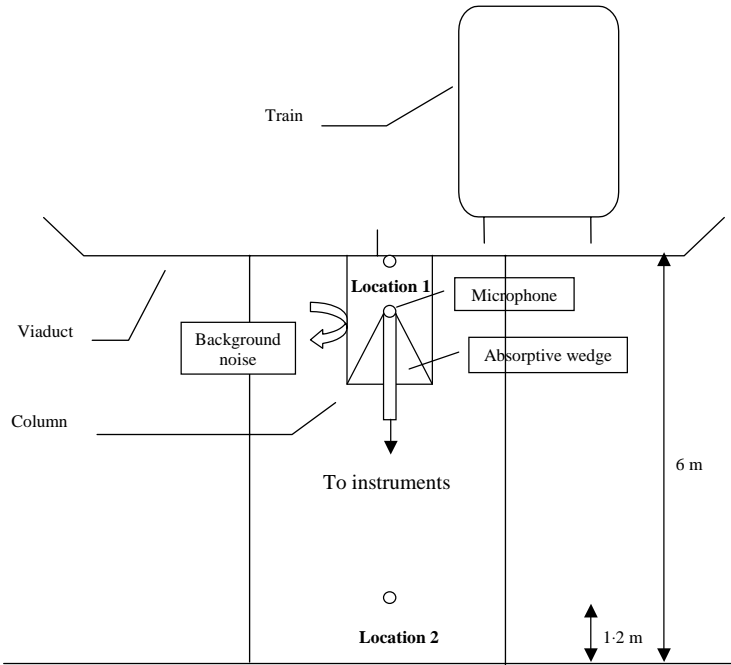 Train
Location 1
Microphone
Viaduct
Background
noise
Absorptive wedge
Column
To instruments
6 m
Location 2
1·2 m